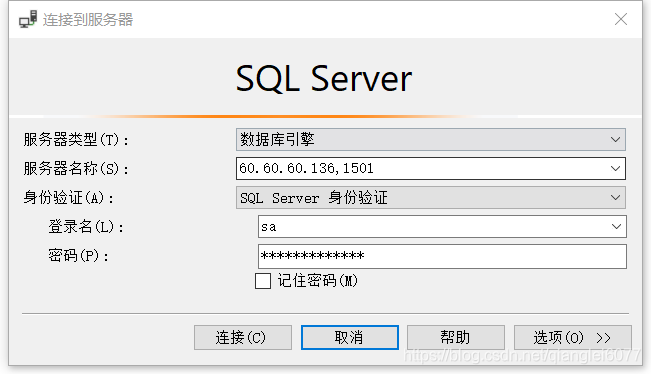 连接到服务器
SQL Server
服务器类型(T): 数据库引擎
服务器名称(S): 60.60.60.136,1501
身份验证(A): SQL Server 身份验证
登录名(L): sa
密码(P): *************
记住密码(M)
连接(C) 取消 帮助 选项(O) >>
https://blog.csdn.net/qianglei6077